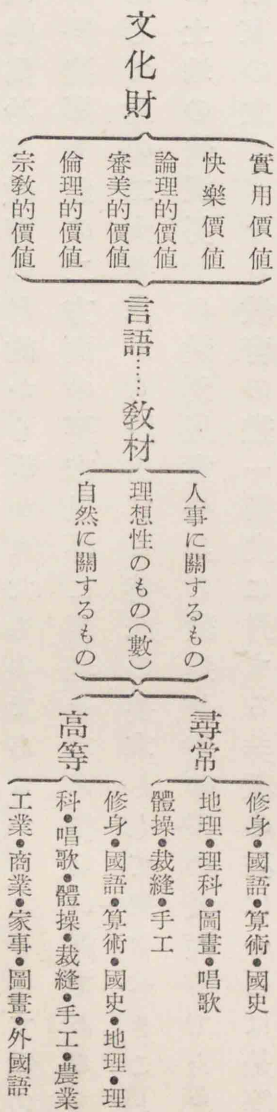 文化財
實用價値
快樂價値
論理的價値
審美的價値
倫理的價値
宗敎的價値
言語……敎材
人事に關するもの
理想性のもの(數)
自然に關するもの
尋常
修身•國語•算術•國史
地理•理科•圖畫•唱歌
體操•裁縫•手工
高等
修身•國語•算術•國史•地理•理
科•唱歌•體操•裁縫•手工•農業
工業•商業•家事•圖畫•外國語